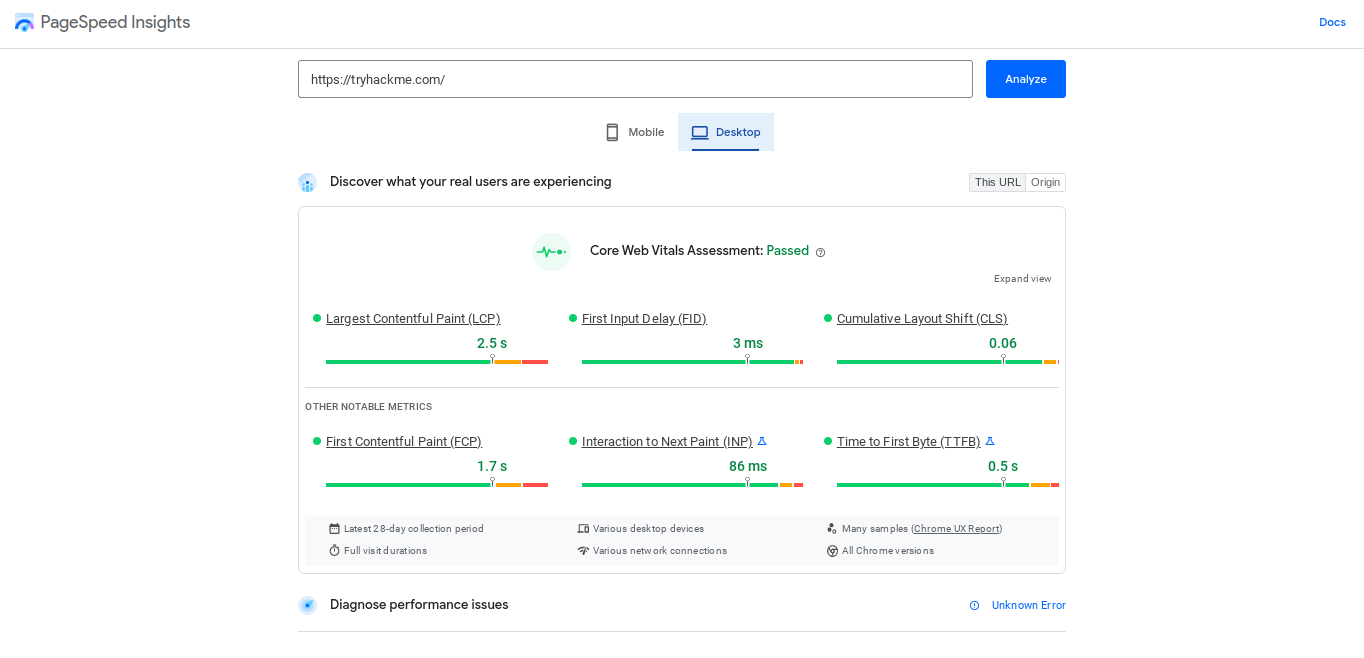 PageSpeed Insights
Docs
https://tryhackme.com/
Analyze
Mobile
Desktop
Discover what your real users are experiencing
This URL
Origin
Core Web Vitals Assessment: Passed
Expand view
Largest Contentful Paint (LCP)
2.5 s
First Input Delay (FID)
3 ms
Cumulative Layout Shift (CLS)
0.06
OTHER NOTABLE METRICS
First Contentful Paint (FCP)
1.7 s
Interaction to Next Paint (INP)
86 ms
Time to First Byte (TTFB)
0.5 s
Latest 28-day collection period
Various desktop devices
Many samples (Chrome UX Report)
Full visit durations
Various network connections
All Chrome versions
Diagnose performance issues
Unknown Error